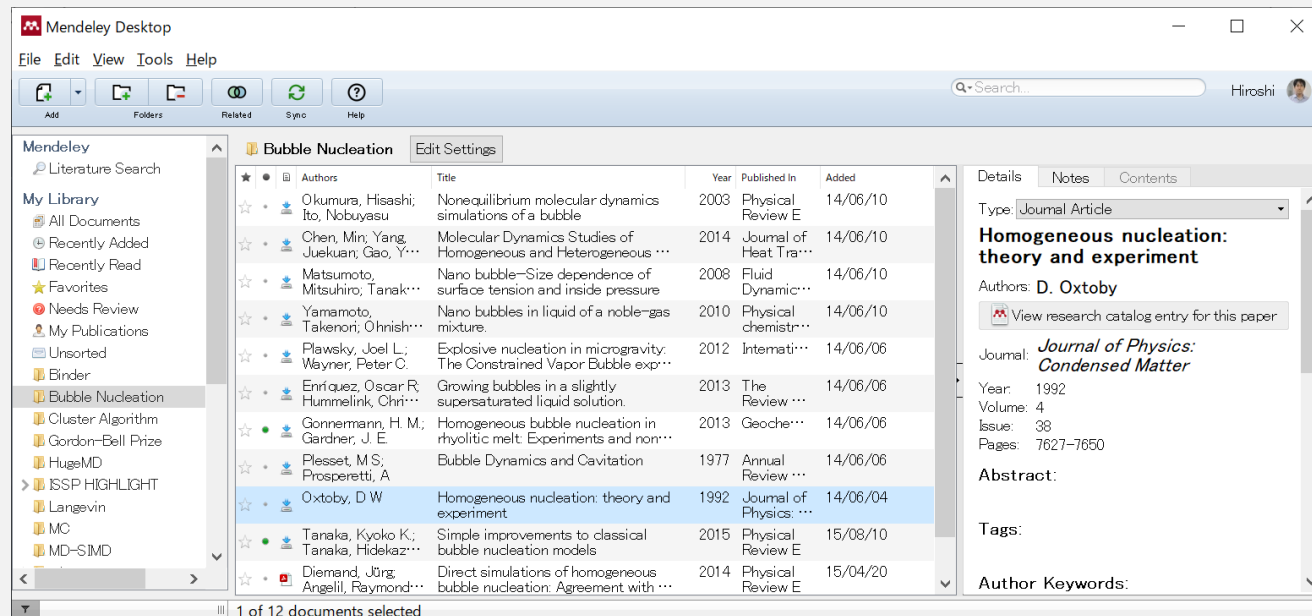 Mendeley Desktop
File Edit View Tools Help
Add Folders Related Sync Help
Search...
Hiroshi
Mendeley
Literature Search
My Library
All Documents
Recently Added
Recently Read
Favorites
Needs Review
My Publications
Unsorted
Binder
Bubble Nucleation
Cluster Algorithm
Gordon-Bell Prize
HugeMD
ISSP HIGHLIGHT
Langevin
MC
MD-SIMD
Bubble Nucleation Edit Settings
Authors Title Year Published In Added
Okumura, Hisashi; Nonequilibrium molecular dynamics 2003 Physical 14/06/10
Ito, Nobuyasu simulations of a bubble Review E
Chen, Min; Yang, Molecular Dynamics Studies of 2014 Journal of 14/06/10
Juekuan; Gao, Y··· Homogeneous and Heterogeneous ··· Heat Tra···
Matsumoto, Nano bubble—Size dependence of 2008 Fluid 14/06/10
Mitsuhiro; Tanak··· surface tension and inside pressure Dynamic···
Yamamoto, Nano bubbles in liquid of a noble-gas 2010 Physical 14/06/10
Takenori; Ohnish··· mixture. chemistr···
Plawsky, Joel L.; Explosive nucleation in microgravity: 2012 Internati··· 14/06/06
Wayner, Peter C. The Constrained Vapor Bubble exp···
Enríquez, Oscar R; Growing bubbles in a slightly 2013 The 14/06/06
Hummelink, Chri··· supersaturated liquid solution. Review ···
Gonnermann, H. M.; Homogeneous bubble nucleation in 2013 Geoche··· 14/06/06
Gardner, J. E. rhyolitic melt: Experiments and non···
Plesset, M S; Bubble Dynamics and Cavitation 1977 Annual 14/06/06
Prosperetti, A Review ···
Oxtoby, D W Homogeneous nucleation: theory and 1992 Journal of 14/06/04
experiment Physics: ···
Tanaka, Kyoko K.; Simple improvements to classical 2015 Physical 15/08/10
Tanaka, Hidekaz··· bubble nucleation models Review E
Diemand, Jürg; Direct simulations of homogeneous 2014 Physical 15/04/20
Angelil, Raymond··· bubble nucleation: Agreement with ··· Review E
Details Notes Contents
Type: Journal Article
Homogeneous nucleation:
theory and experiment
Authors: D. Oxtoby
View research catalog entry for this paper
Journal: Journal of Physics:
Condensed Matter
Year: 1992
Volume: 4
Issue: 38
Pages: 7627-7650
Abstract:
Tags:
Author Keywords:
1 of 12 documents selected